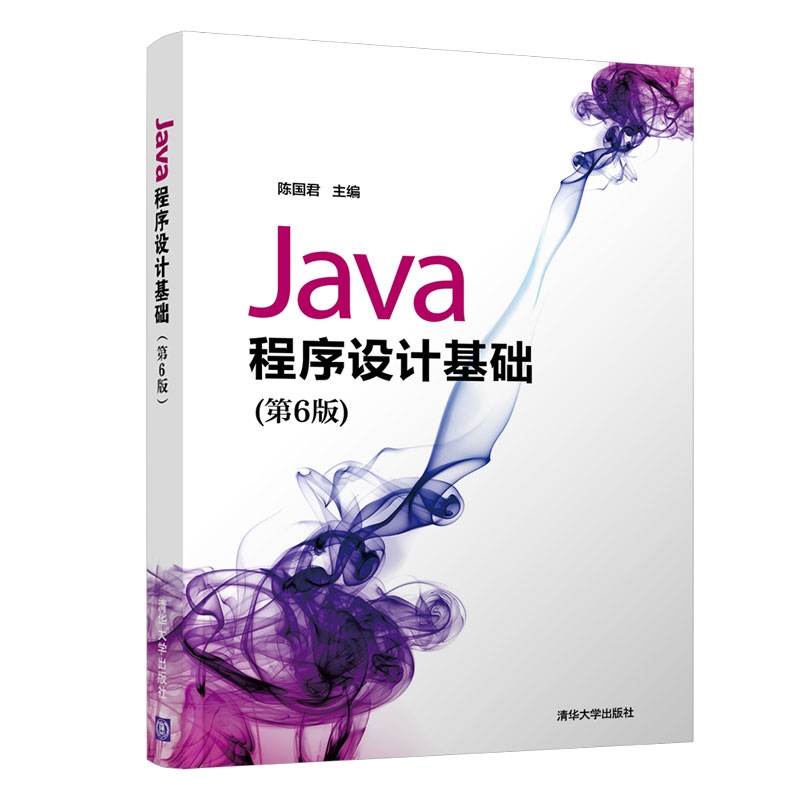 陈国君 主编
Java
程序设计基础
(第6版)
清华大学出版社
Java 程序设计基础 (第6版)
清华大学出版社